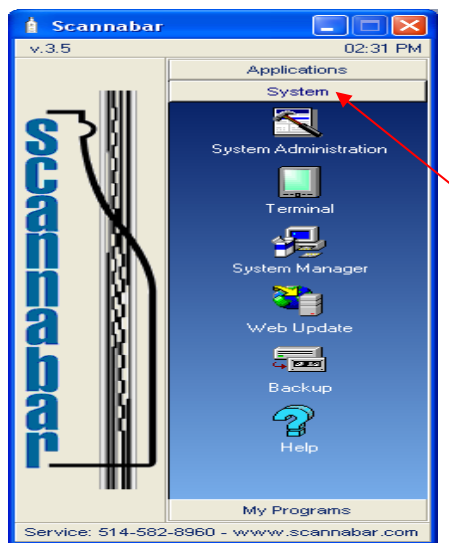 Scannabar
v.3.5 02:31 PM
Applications
System
System Administration
Terminal
System Manager
Web Update
Backup
Help
My Programs
scannabar
Service: 514-582-8960 - www.scannabar.com